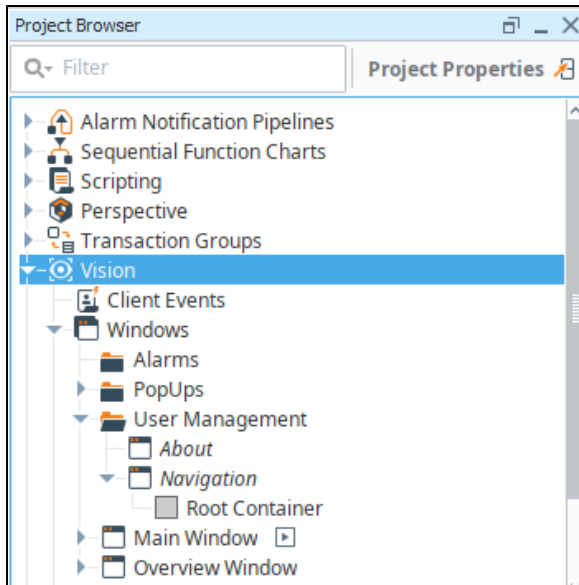 Project Browser
Filter
Project Properties
Alarm Notification Pipelines
Sequential Function Charts
Scripting
Perspective
Transaction Groups
Vision
Client Events
Windows
Alarms
PopUps
User Management
About
Navigation
Root Container
Main Window
Overview Window